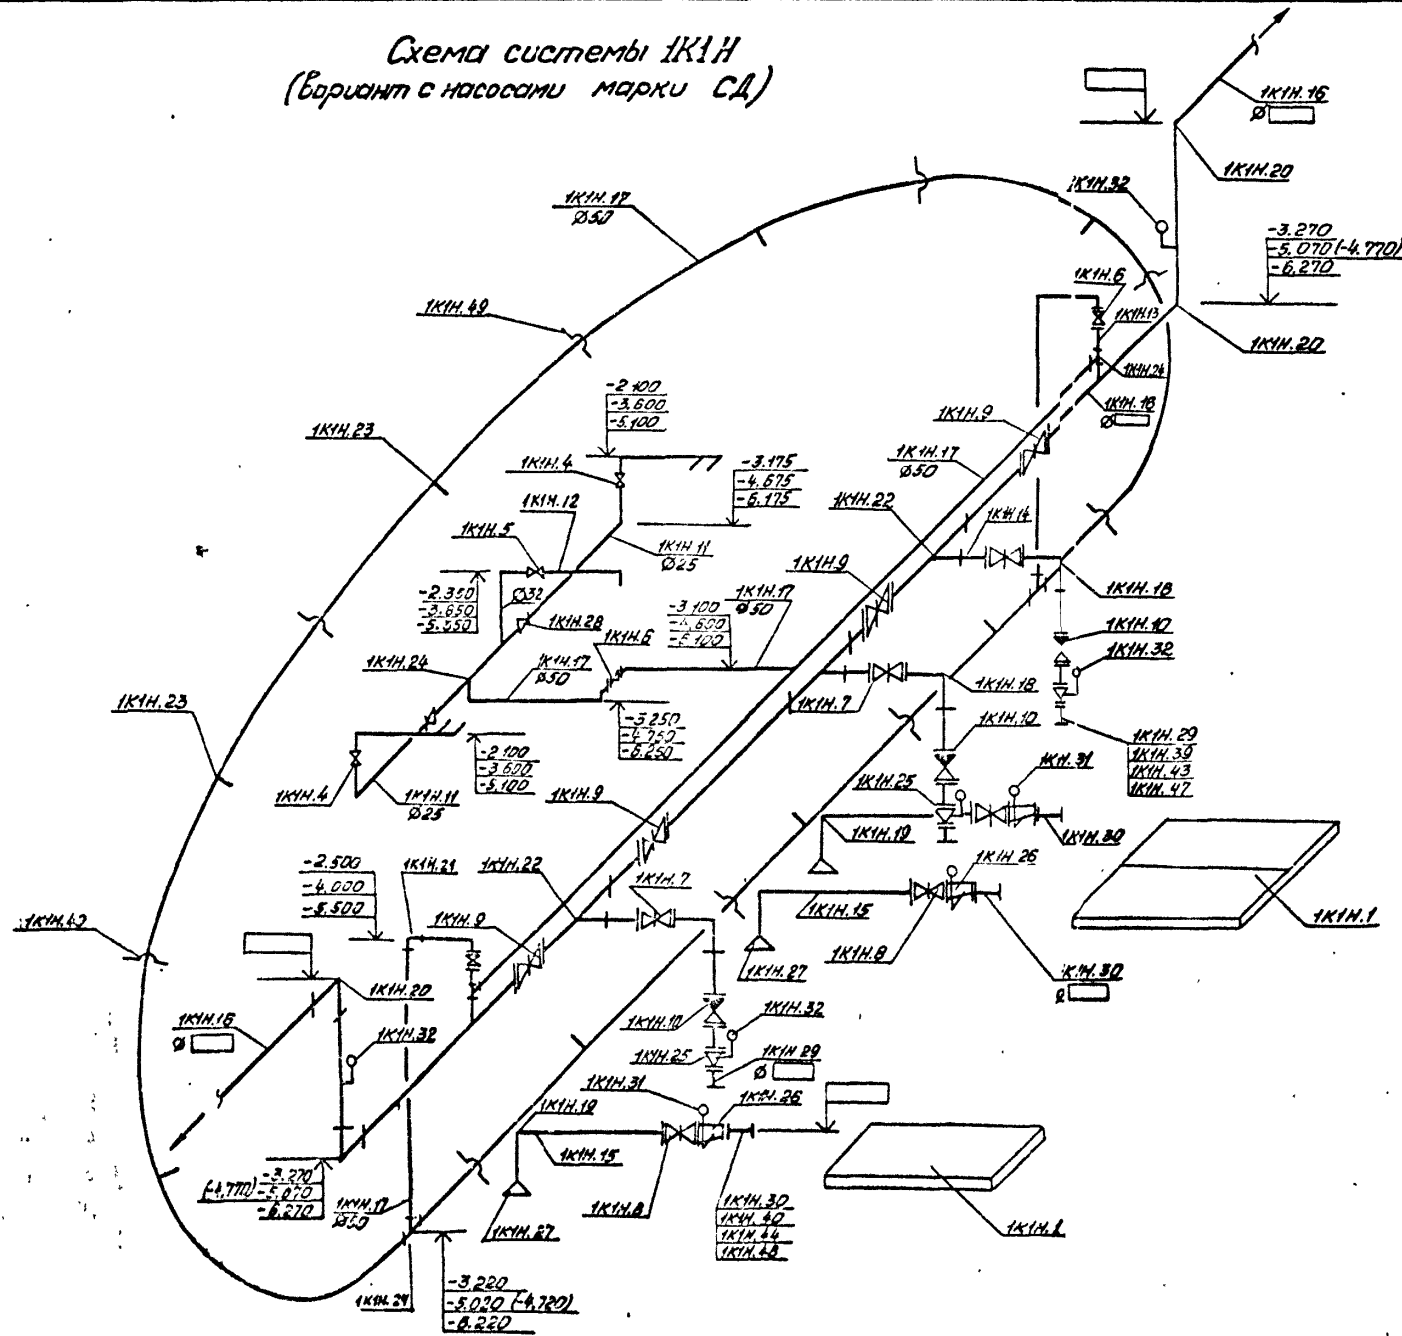 Схема системы 1К1Н
(Вариант с насосами марки СД)
1К1Н.16
Ø
1К1Н.20
1К1Н.32
1К1Н.17
Ø50
-3.270
-5.070(-4.770)
-6.270
1К1Н.6
1К1Н.49
1К1Н.13
1К1Н.20
1К1Н.24
-2.100
-3.600
-5.100
1К1Н.9
1К1Н.16
Ø
1К1Н.23
1К1Н.17
Ø50
1К1Н.4
-3.175
-4.675
-6.175
1К1Н.12
1К1Н.22
1К1Н.14
1К1Н.5
1К1Н.11
Ø25
1К1Н.9
-2.350
Ø32
1К1Н.17
Ø50
1К1Н.18
-3.100
-4.600
1К1Н.28
1К1Н.10
1К1Н.6
1К1Н.32
1К1Н.24
1К1Н.17
Ø50
1К1Н.18
1К1Н.23
1К1Н.7
1К1Н.10
-3.250
-4.750
-6.250
1К1Н.29
1К1Н.39
1К1Н.43
1К1Н.47
-2.100
-3.600
-5.100
1К1Н.31
1К1Н.25
1К1Н.4
1К1Н.11
Ø25
1К1Н.9
1К1Н.19
1К1Н.30
1К1Н.26
-2.500
-4.000
-5.500
1К1Н.21
1К1Н.22
1К1Н.7
1К1Н.15
1К1Н.1
1К1Н.9
1К1Н.8
1К1Н.27
1К1Н.30
Ø
1К1Н.20
1К1Н.16
Ø
1К1Н.32
1К1Н.10
1К1Н.32
1К1Н.25
1К1Н.29
Ø
1К1Н.31
1К1Н.26
1К1Н.19
1К1Н.15
-3.270
(-4.770)-5.070
-6.270
1К1Н.17
Ø50
1К1Н.8
1К1Н.30
1К1Н.40
1К1Н.44
1К1Н.48
1К1Н.27
-3.220
-5.020 (-4.720)
-6.220